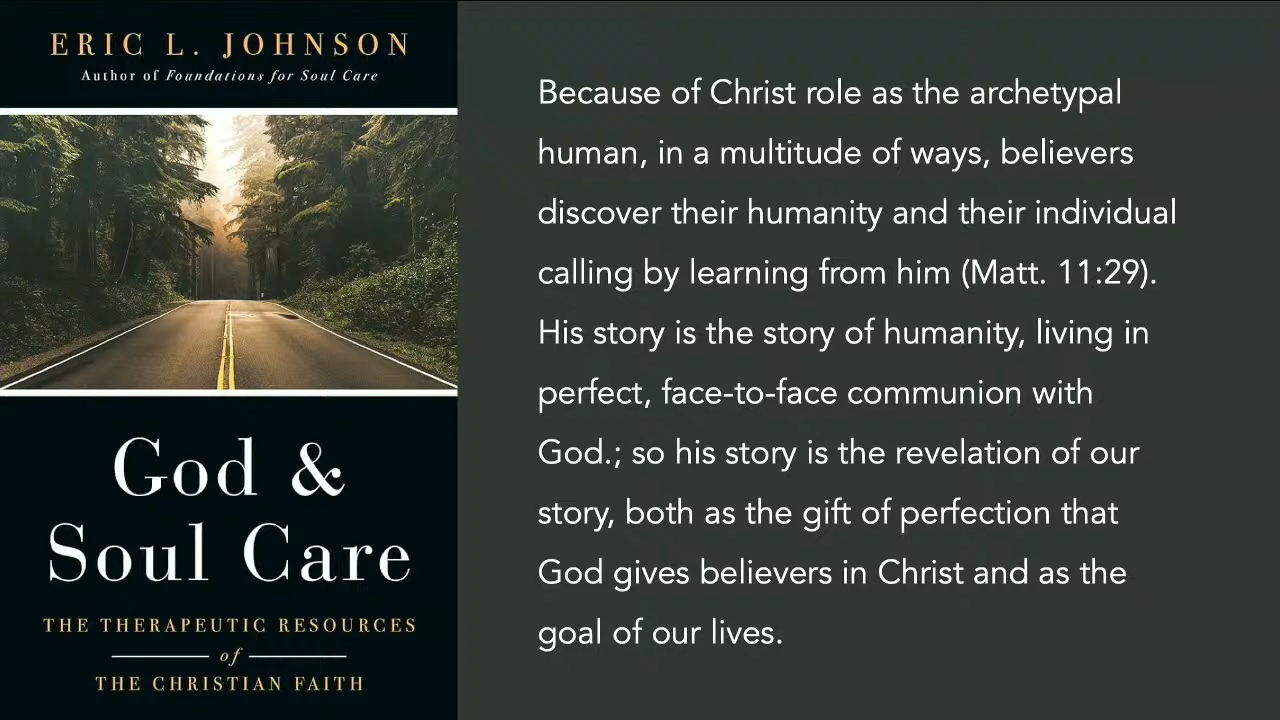 ERIC L. JOHNSON
Author of Foundations for Soul Care
God &
Soul Care
THE THERAPEUTIC RESOURCES
of
THE CHRISTIAN FAITH
Because of Christ role as the archetypal
human, in a multitude of ways, believers
discover their humanity and their individual
calling by learning from him (Matt. 11:29).
His story is the story of humanity, living in
perfect, face-to-face communion with
God.; so his story is the revelation of our
story, both as the gift of perfection that
God gives believers in Christ and as the
goal of our lives.